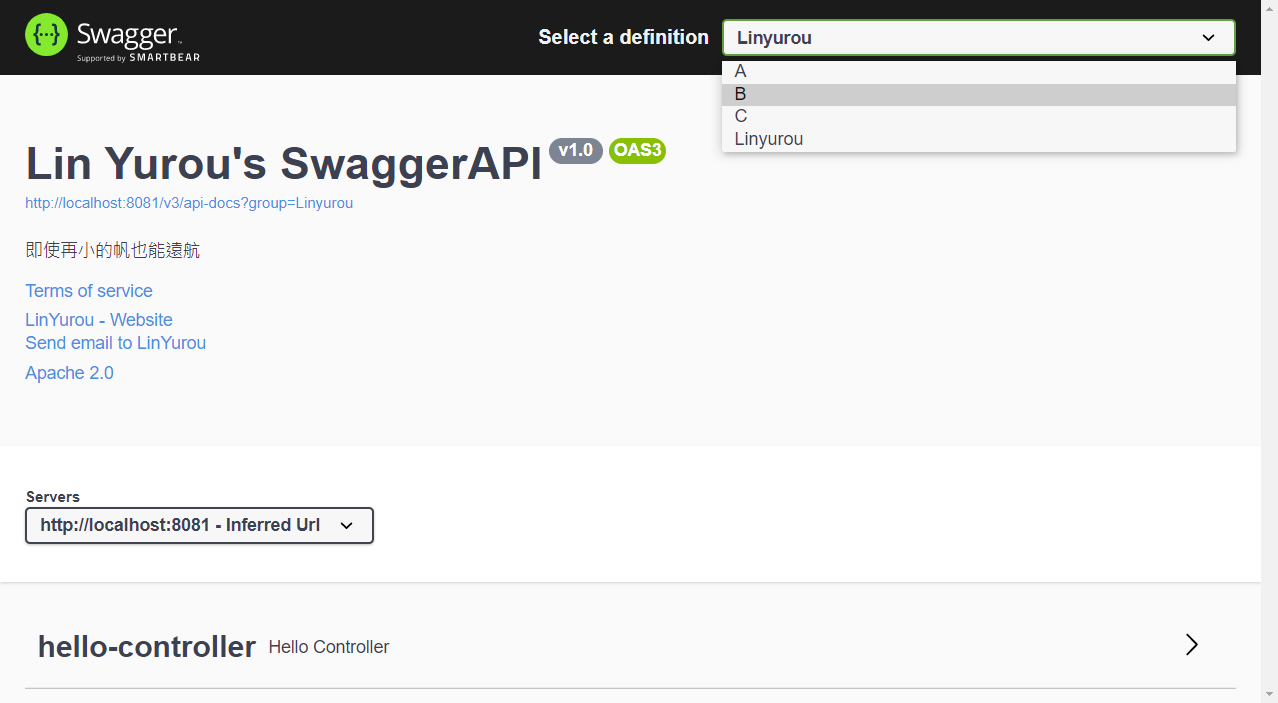 Swagger
Supported by SMARTBEAR
Select a definition
Linyurou
A
B
C
Linyurou
Lin Yurou's SwaggerAPI v1.0 OAS3
http://localhost:8081/v3/api-docs?group=Linyurou
即使再小的帆也能遠航
Terms of service
LinYurou - Website
Send email to LinYurou
Apache 2.0
Servers
http://localhost:8081 - Inferred Url
hello-controller Hello Controller